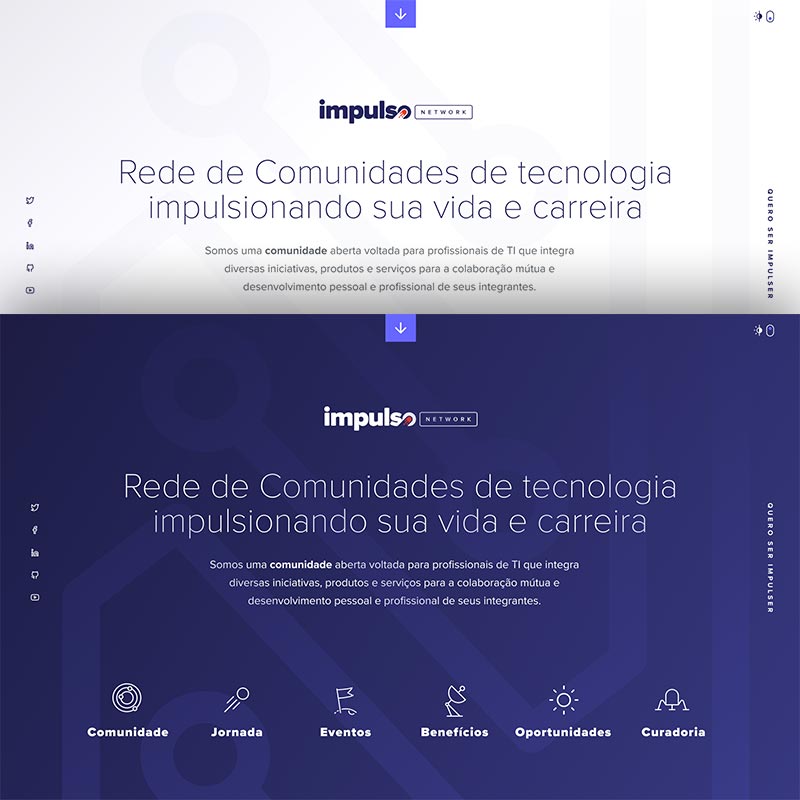 impulso NETWORK
Rede de Comunidades de tecnologia
impulsionando sua vida e carreira
Somos uma comunidade aberta voltada para profissionais de TI que integra
diversas iniciativas, produtos e serviços para a colaboração mútua e
desenvolvimento pessoal e profissional de seus integrantes.
QUERO SER IMPULSER
impulso NETWORK
Rede de Comunidades de tecnologia
impulsionando sua vida e carreira
Somos uma comunidade aberta voltada para profissionais de TI que integra
diversas iniciativas, produtos e serviços para a colaboração mútua e
desenvolvimento pessoal e profissional de seus integrantes.
QUERO SER IMPULSER
Comunidade Jornada Eventos Benefícios Oportunidades Curadoria